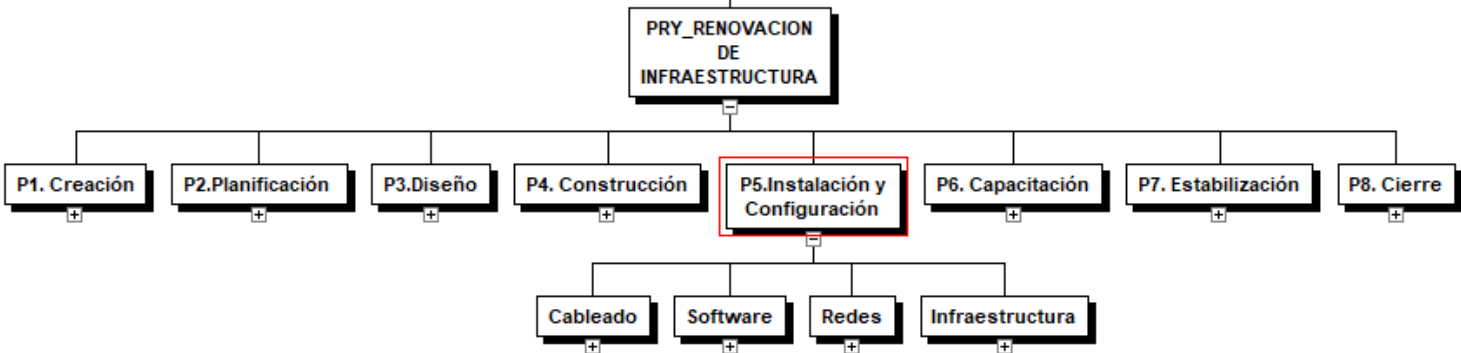 PRY_RENOVACION
DE
INFRAESTRUCTURA
P1. Creación
P2.Planificación
P3.Diseño
P4. Construcción
P5.Instalación y
Configuración
P6. Capacitación
P7. Estabilización
P8. Cierre
Cableado
Software
Redes
Infraestructura